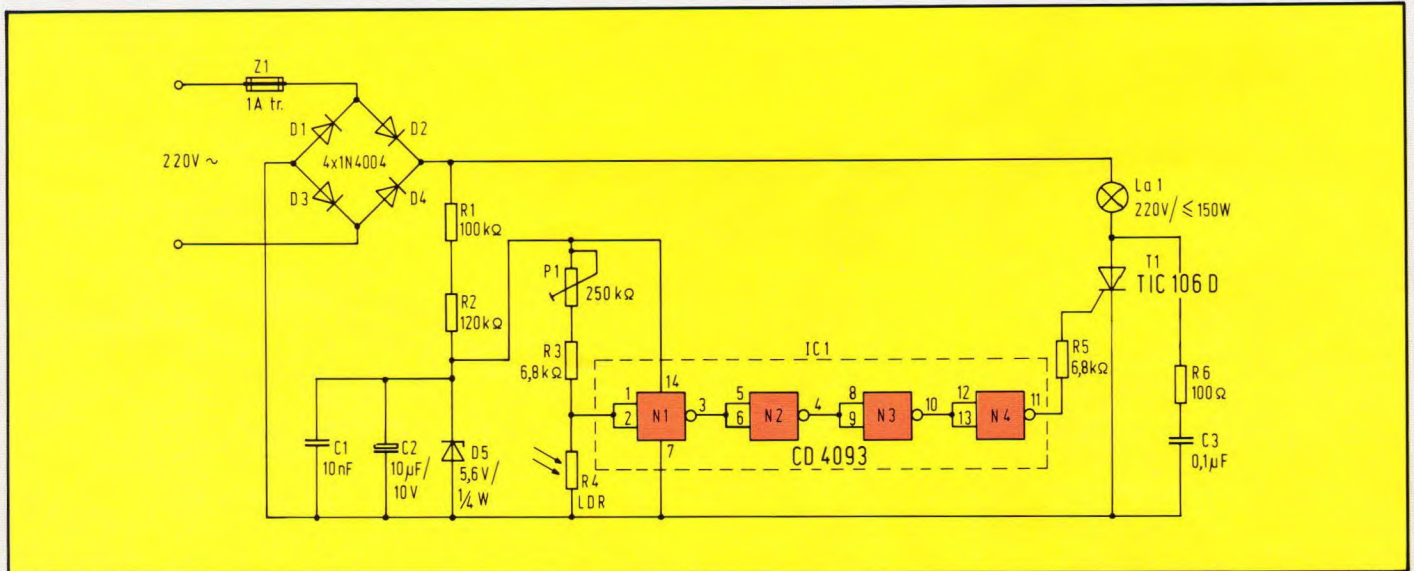 Z1
1A tr.
220V ~
D1
D2
4x1N4004
D3
D4
R1
100kΩ
R2
120kΩ
P1
250kΩ
R3
6,8kΩ
R4
LDR
C1
10nF
C2
10µF/
10V
D5
5,6V/
1/4 W
IC1
1
2
14
N1
3
7
5
6
N2
4
8
9
N3
10
12
13
N4
11
CD 4093
R5
6,8kΩ
La1
220V/ ≤ 150W
T1
TIC 106 D
R6
100Ω
C3
0,1µF